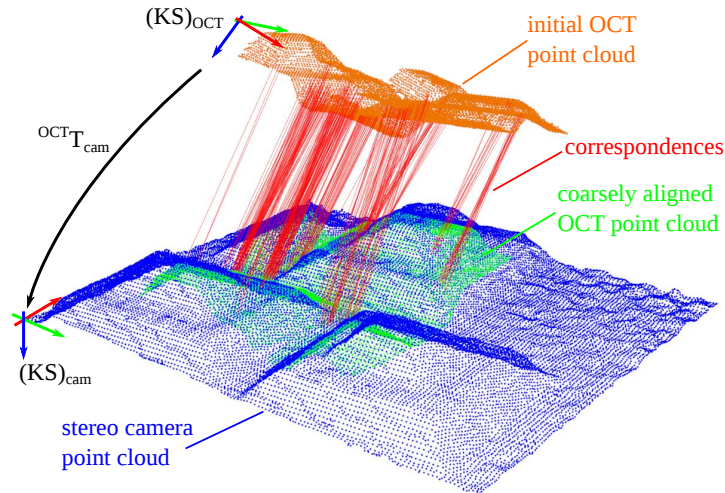 (KS)OCT
initial OCT
point cloud
OCTTcam
correspondences
coarsely aligned
OCT point cloud
(KS)cam
stereo camera
point cloud